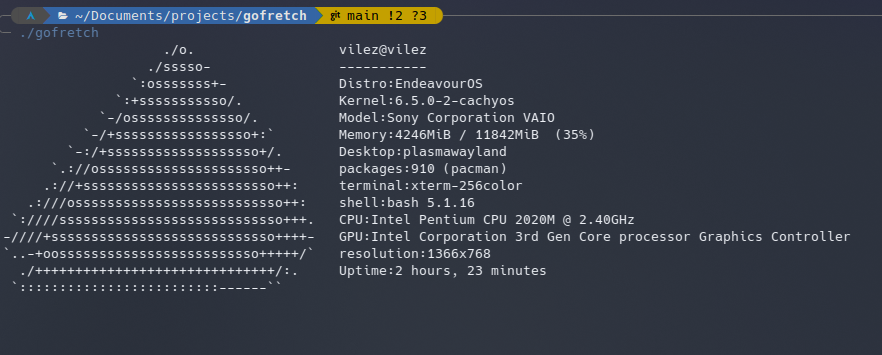 ~/Documents/projects/gofretch  git main !2 ?3
./gofretch
                    ./o.                  vilez@vilez
                  ./sssso-                -----------
                `:osssssss+-              Distro:EndeavourOS
              `:+sssssssssso/.            Kernel:6.5.0-2-cachyos
            `-/ossssssssssssso/.          Model:Sony Corporation VAIO
          `-/+sssssssssssssssso+:`        Memory:4246MiB / 11842MiB  (35%)
        `-:/+sssssssssssssssssso+/.       Desktop:plasmawayland
      `.://osssssssssssssssssssso++-      packages:910 (pacman)
     .://+ssssssssssssssssssssssso++:     terminal:xterm-256color
   .:///ossssssssssssssssssssssssso++:    shell:bash 5.1.16
 `:////ssssssssssssssssssssssssssso+++.   CPU:Intel Pentium CPU 2020M @ 2.40GHz
-////+ssssssssssssssssssssssssssso++++-   GPU:Intel Corporation 3rd Gen Core processor Graphics Controller
`..-+oosssssssssssssssssssssssso+++++/`   resolution:1366x768
  ./++++++++++++++++++++++++++++++/:.     Uptime:2 hours, 23 minutes
 `:::::::::::::::::::::::::------``